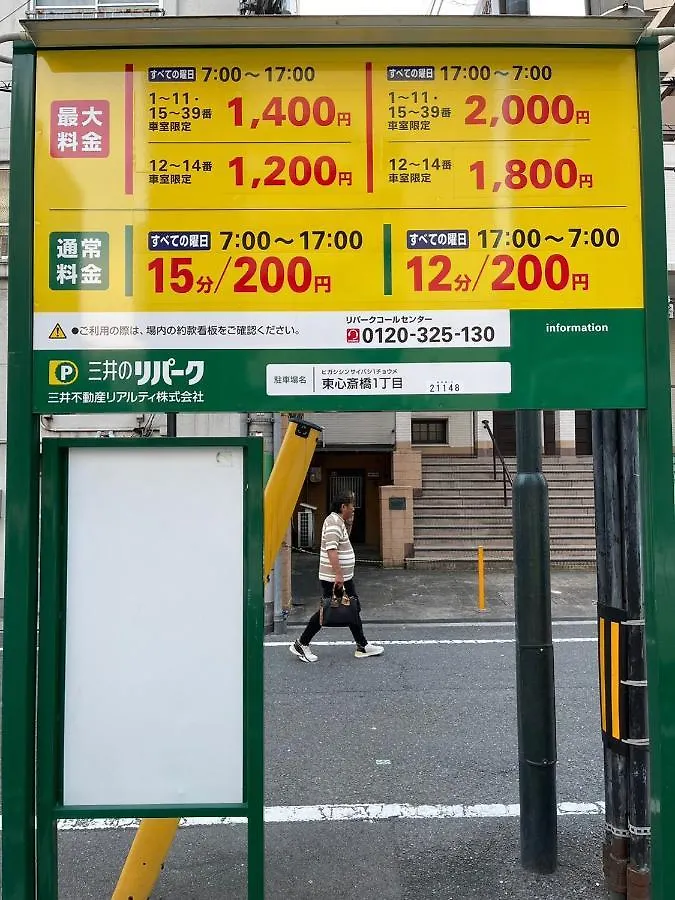 最大
料金
すべての曜日 7:00〜17:00
1〜11・
15〜39番
車室限定
1,400円
12〜14番
車室限定
1,200円
すべての曜日 17:00〜7:00
1〜11・
15〜39番
車室限定
2,000円
12〜14番
車室限定
1,800円
通常
料金
すべての曜日 7:00〜17:00
15分/200円
すべての曜日 17:00〜7:00
12分/200円
●ご利用の際は、場内の約款看板をご確認ください。
リパークコールセンター
0120-325-130
information
P 三井のリパーク
三井不動産リアルティ株式会社
駐車場名
ヒガシシンサイバシ1チョウメ
東心斎橋1丁目 21148